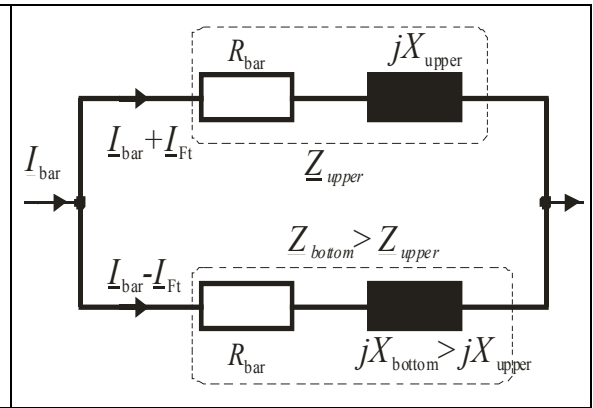 R_bar
jX_upper
I_bar+I_Ft
Z_upper
I_bar
Z_bottom > Z_upper
I_bar-I_Ft
R_bar
jX_bottom>jX_upper